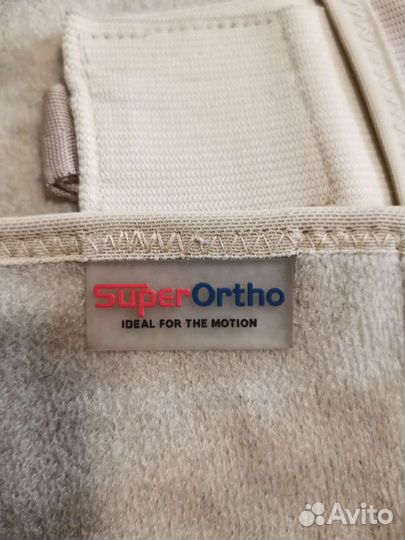 SuperOrtho
IDEAL FOR THE MOTION
Avito